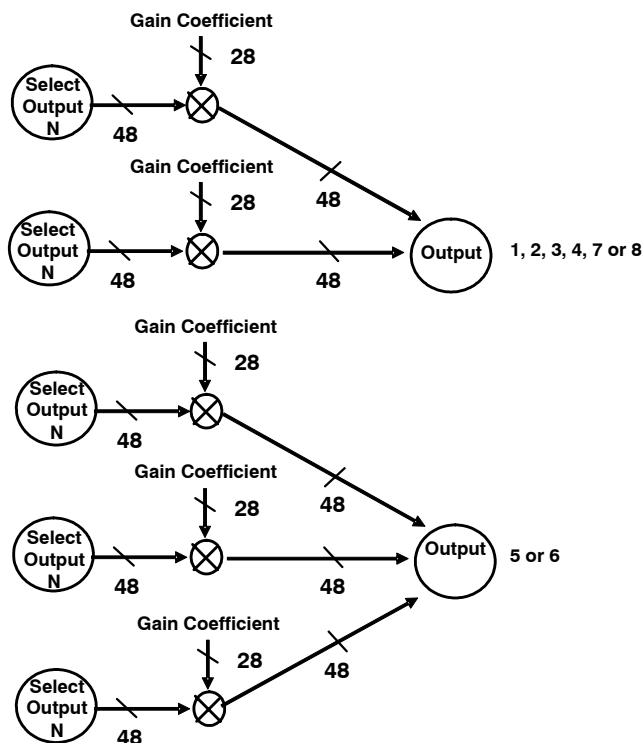 Gain Coefficient
28
Select
Output
N
48
48
Gain Coefficient
28
Select
Output
N
48
48
Output
1, 2, 3, 4, 7 or 8
Gain Coefficient
28
Select
Output
N
48
48
Gain Coefficient
28
Select
Output
N
48
48
Output
5 or 6
Gain Coefficient
28
Select
Output
N
48
48